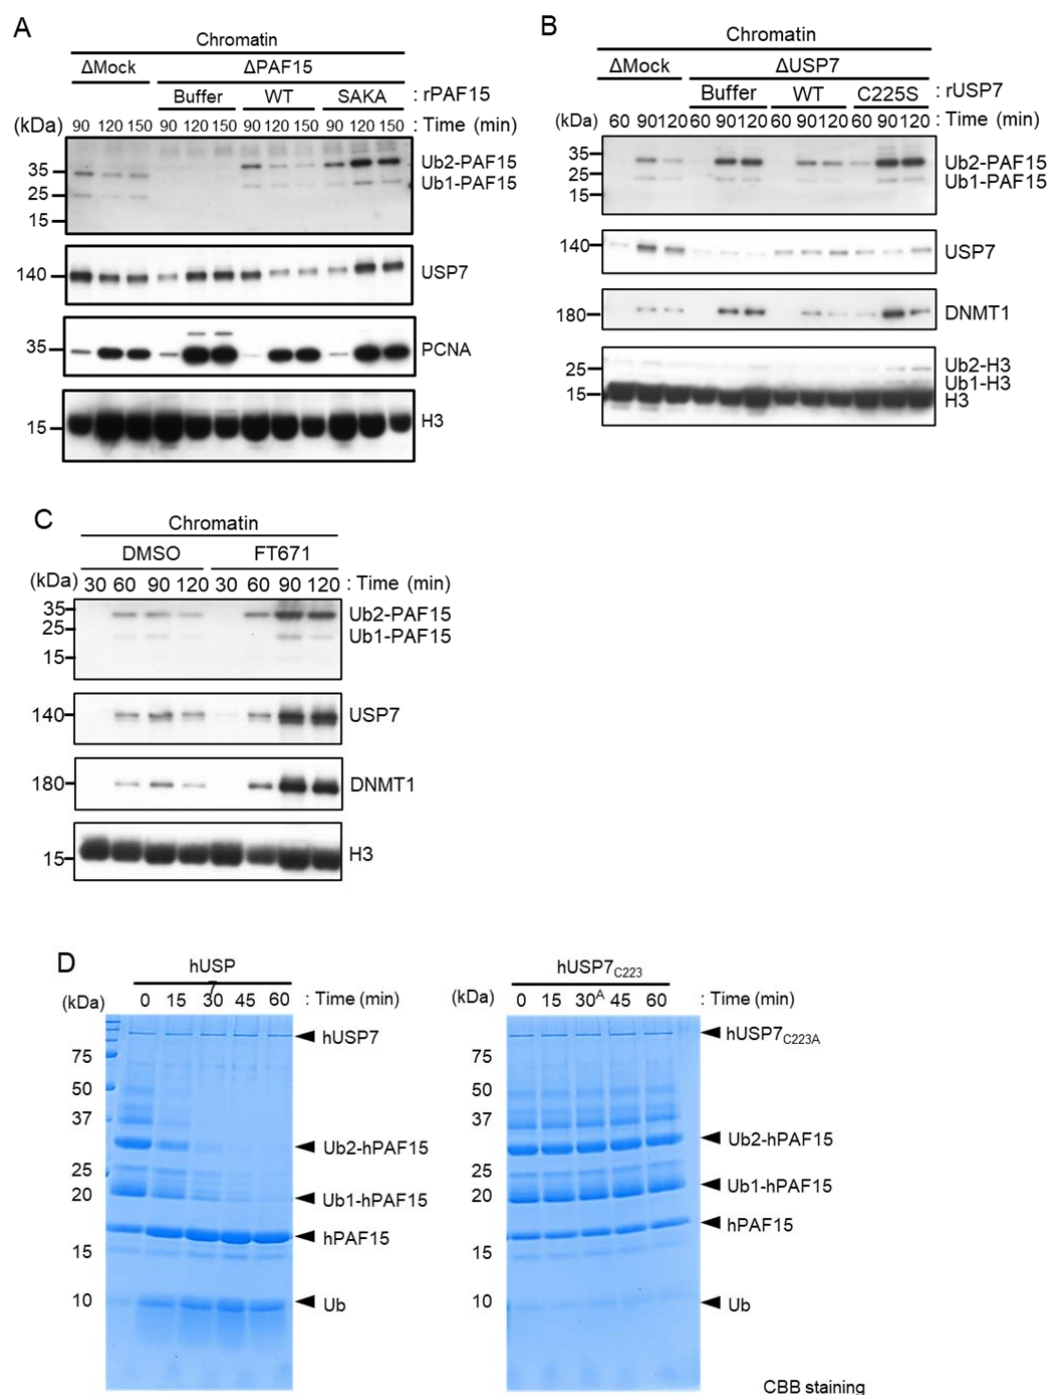 A
Chromatin
ΔMock ΔPAF15
Buffer WT SAKA : rPAF15
(kDa) 90 120 150 90 120 150 90 120 150 90 120 150 : Time (min)
35 Ub2-PAF15
25 Ub1-PAF15
15
140 USP7
35 PCNA
15 H3
B
Chromatin
ΔMock ΔUSP7
Buffer WT C225S : rUSP7
(kDa) 60 90 120 60 90 120 60 90 120 60 90 120 : Time (min)
35 Ub2-PAF15
25 Ub1-PAF15
15
140 USP7
180 DNMT1
25 Ub2-H3
Ub1-H3
15 H3
C
Chromatin
DMSO FT671
(kDa) 30 60 90 120 30 60 90 120 : Time (min)
35 Ub2-PAF15
25 Ub1-PAF15
15
140 USP7
180 DNMT1
15 H3
D
hUSP
7
(kDa) 0 15 30 45 60 : Time (min)
hUSP7
75
50
37
Ub2-hPAF15
25
20 Ub1-hPAF15
hPAF15
15
10 Ub
hUSP7C223
A
(kDa) 0 15 30 45 60 : Time (min)
hUSP7C223A
75
50
37
Ub2-hPAF15
25
Ub1-hPAF15
20
hPAF15
15
10 Ub
CBB staining